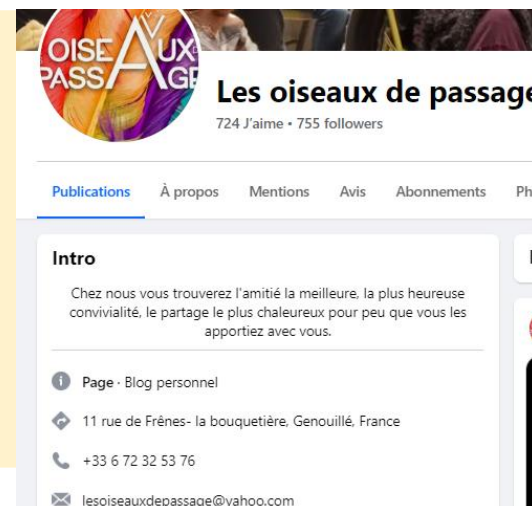 OISEAUX
PASSAGE
Les oiseaux de passage
724 J'aime • 755 followers
Publications À propos Mentions Avis Abonnements Ph
Intro
Chez nous vous trouverez l'amitié la meilleure, la plus heureuse
convivialité, le partage le plus chaleureux pour peu que vous les
apportiez avec vous.
Page · Blog personnel
11 rue de Frênes- la bouquetière, Genouillé, France
+33 6 72 32 53 76
lesoiseauxdepassage@yahoo.com